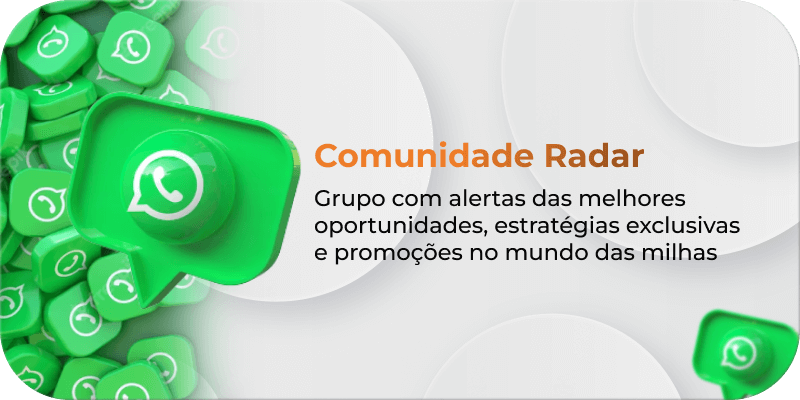 Comunidade Radar
Grupo com alertas das melhores
oportunidades, estratégias exclusivas
e promoções no mundo das milhas